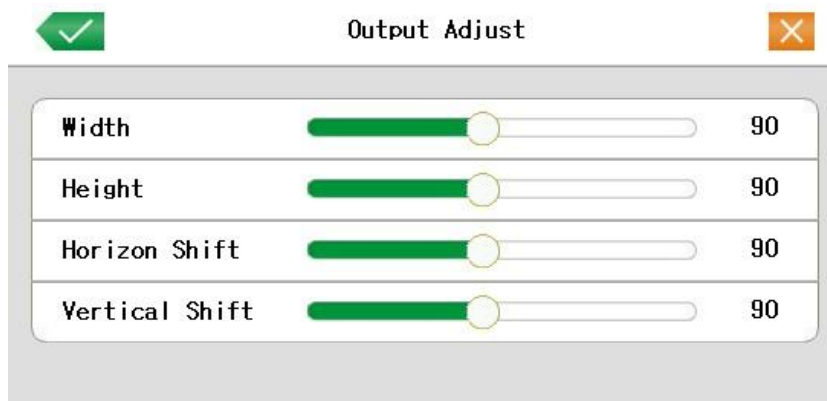 Output Adjust
Width 90
Height 90
Horizon Shift 90
Vertical Shift 90